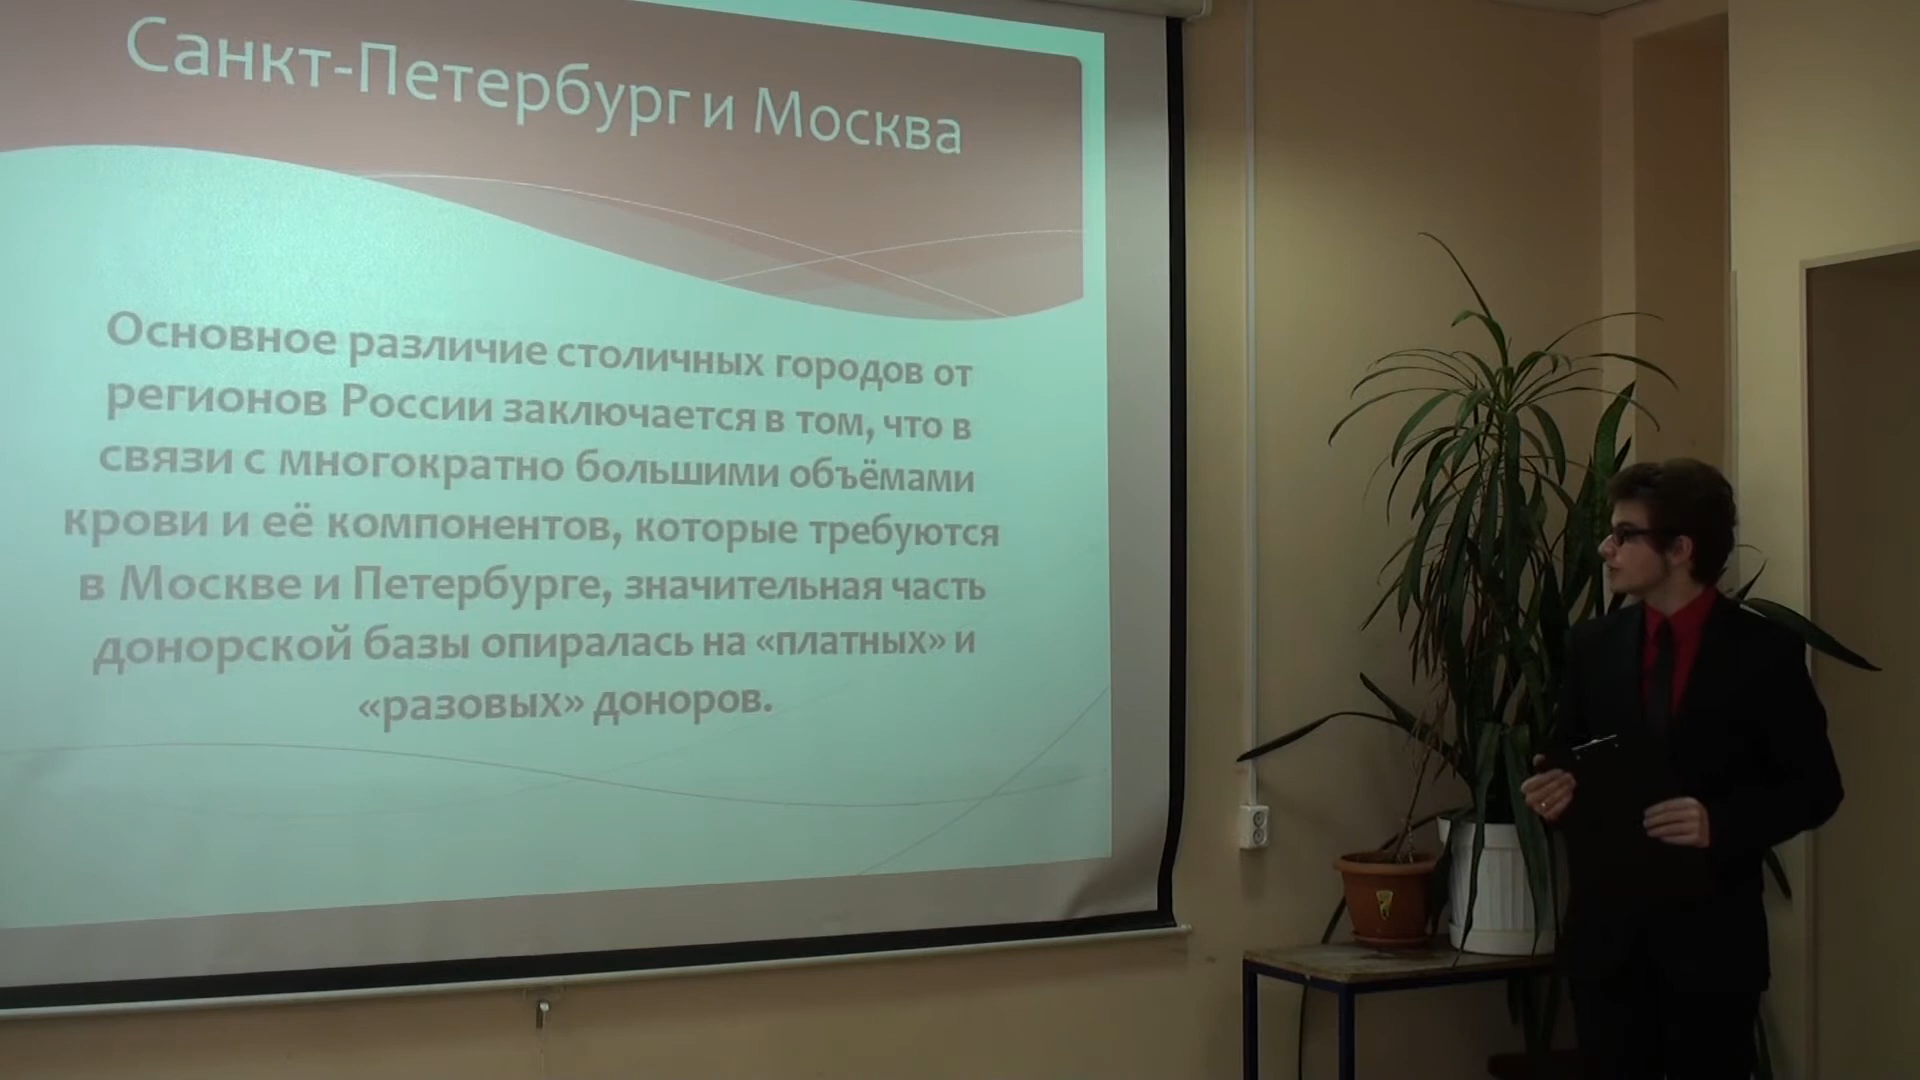 Санкт-Петербург и Москва
Основное различие столичных городов от
регионов России заключается в том, что в
связи с многократно большими объёмами
крови и её компонентов, которые требуются
в Москве и Петербурге, значительная часть
донорской базы опиралась на «платных» и
«разовых» доноров.